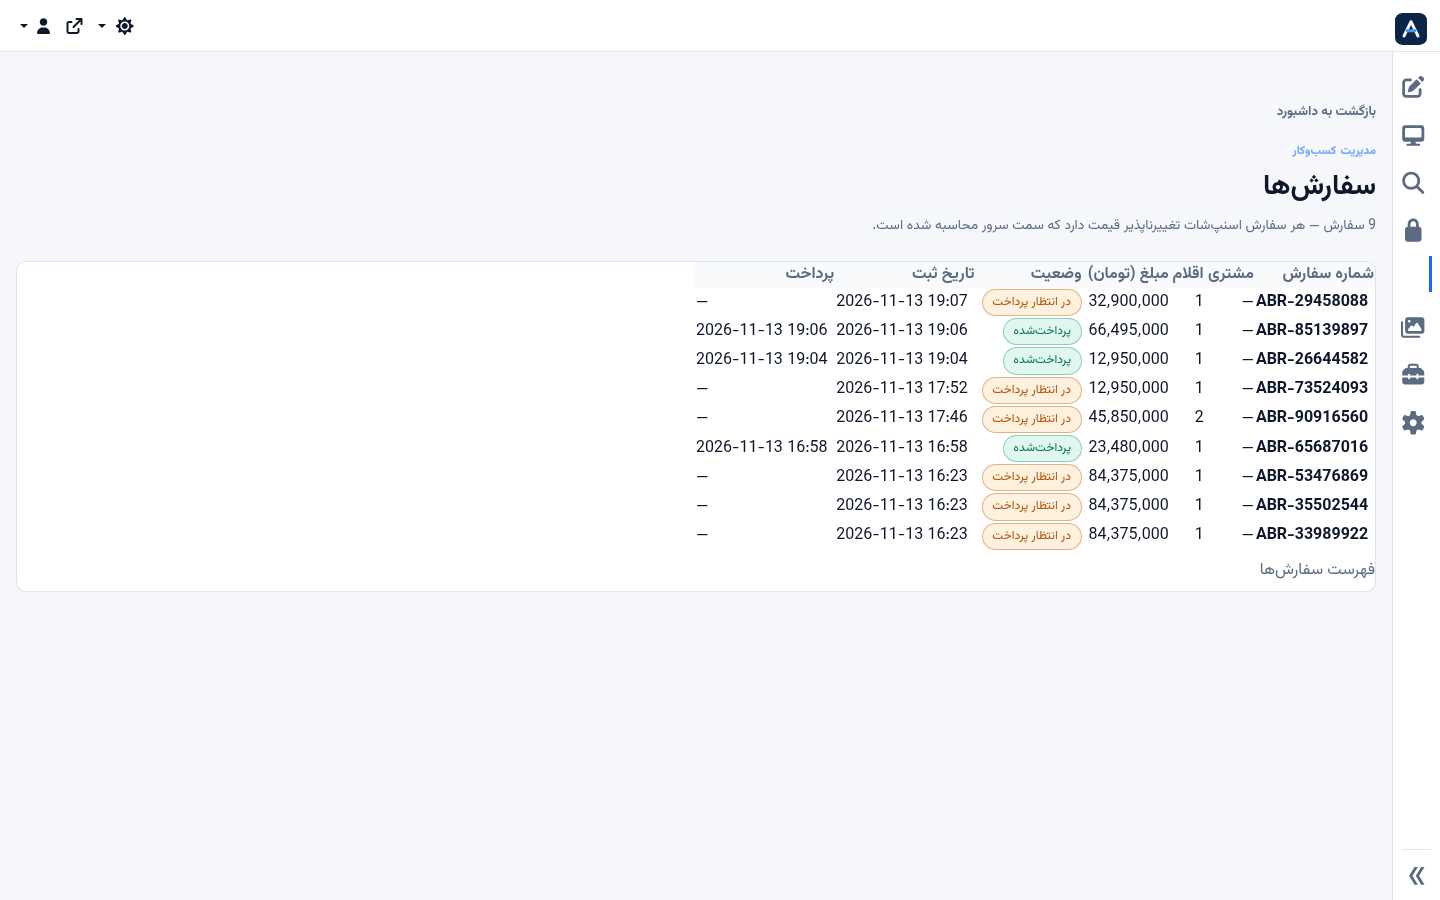 بازگشت به داشبورد
مدیریت کسب‌وکار
سفارش‌ها
9 سفارش — هر سفارش اسنپ‌شات تغییرناپذیر قیمت دارد که سمت سرور محاسبه شده است.
شماره سفارش مشتری اقلام مبلغ (تومان) وضعیت تاریخ ثبت پرداخت
ABR-29458088 — 1 32,900,000 در انتظار پرداخت 2026-11-13 19:07 —
ABR-85139897 — 1 66,495,000 پرداخت‌شده 2026-11-13 19:06 2026-11-13 19:06
ABR-26644582 — 1 12,950,000 پرداخت‌شده 2026-11-13 19:04 2026-11-13 19:04
ABR-73524093 — 1 12,950,000 در انتظار پرداخت 2026-11-13 17:52 —
ABR-90916560 — 2 45,850,000 در انتظار پرداخت 2026-11-13 17:46 —
ABR-65687016 — 1 23,480,000 پرداخت‌شده 2026-11-13 16:58 2026-11-13 16:58
ABR-53476869 — 1 84,375,000 در انتظار پرداخت 2026-11-13 16:23 —
ABR-35502544 — 1 84,375,000 در انتظار پرداخت 2026-11-13 16:23 —
ABR-33989922 — 1 84,375,000 در انتظار پرداخت 2026-11-13 16:23 —
فهرست سفارش‌ها